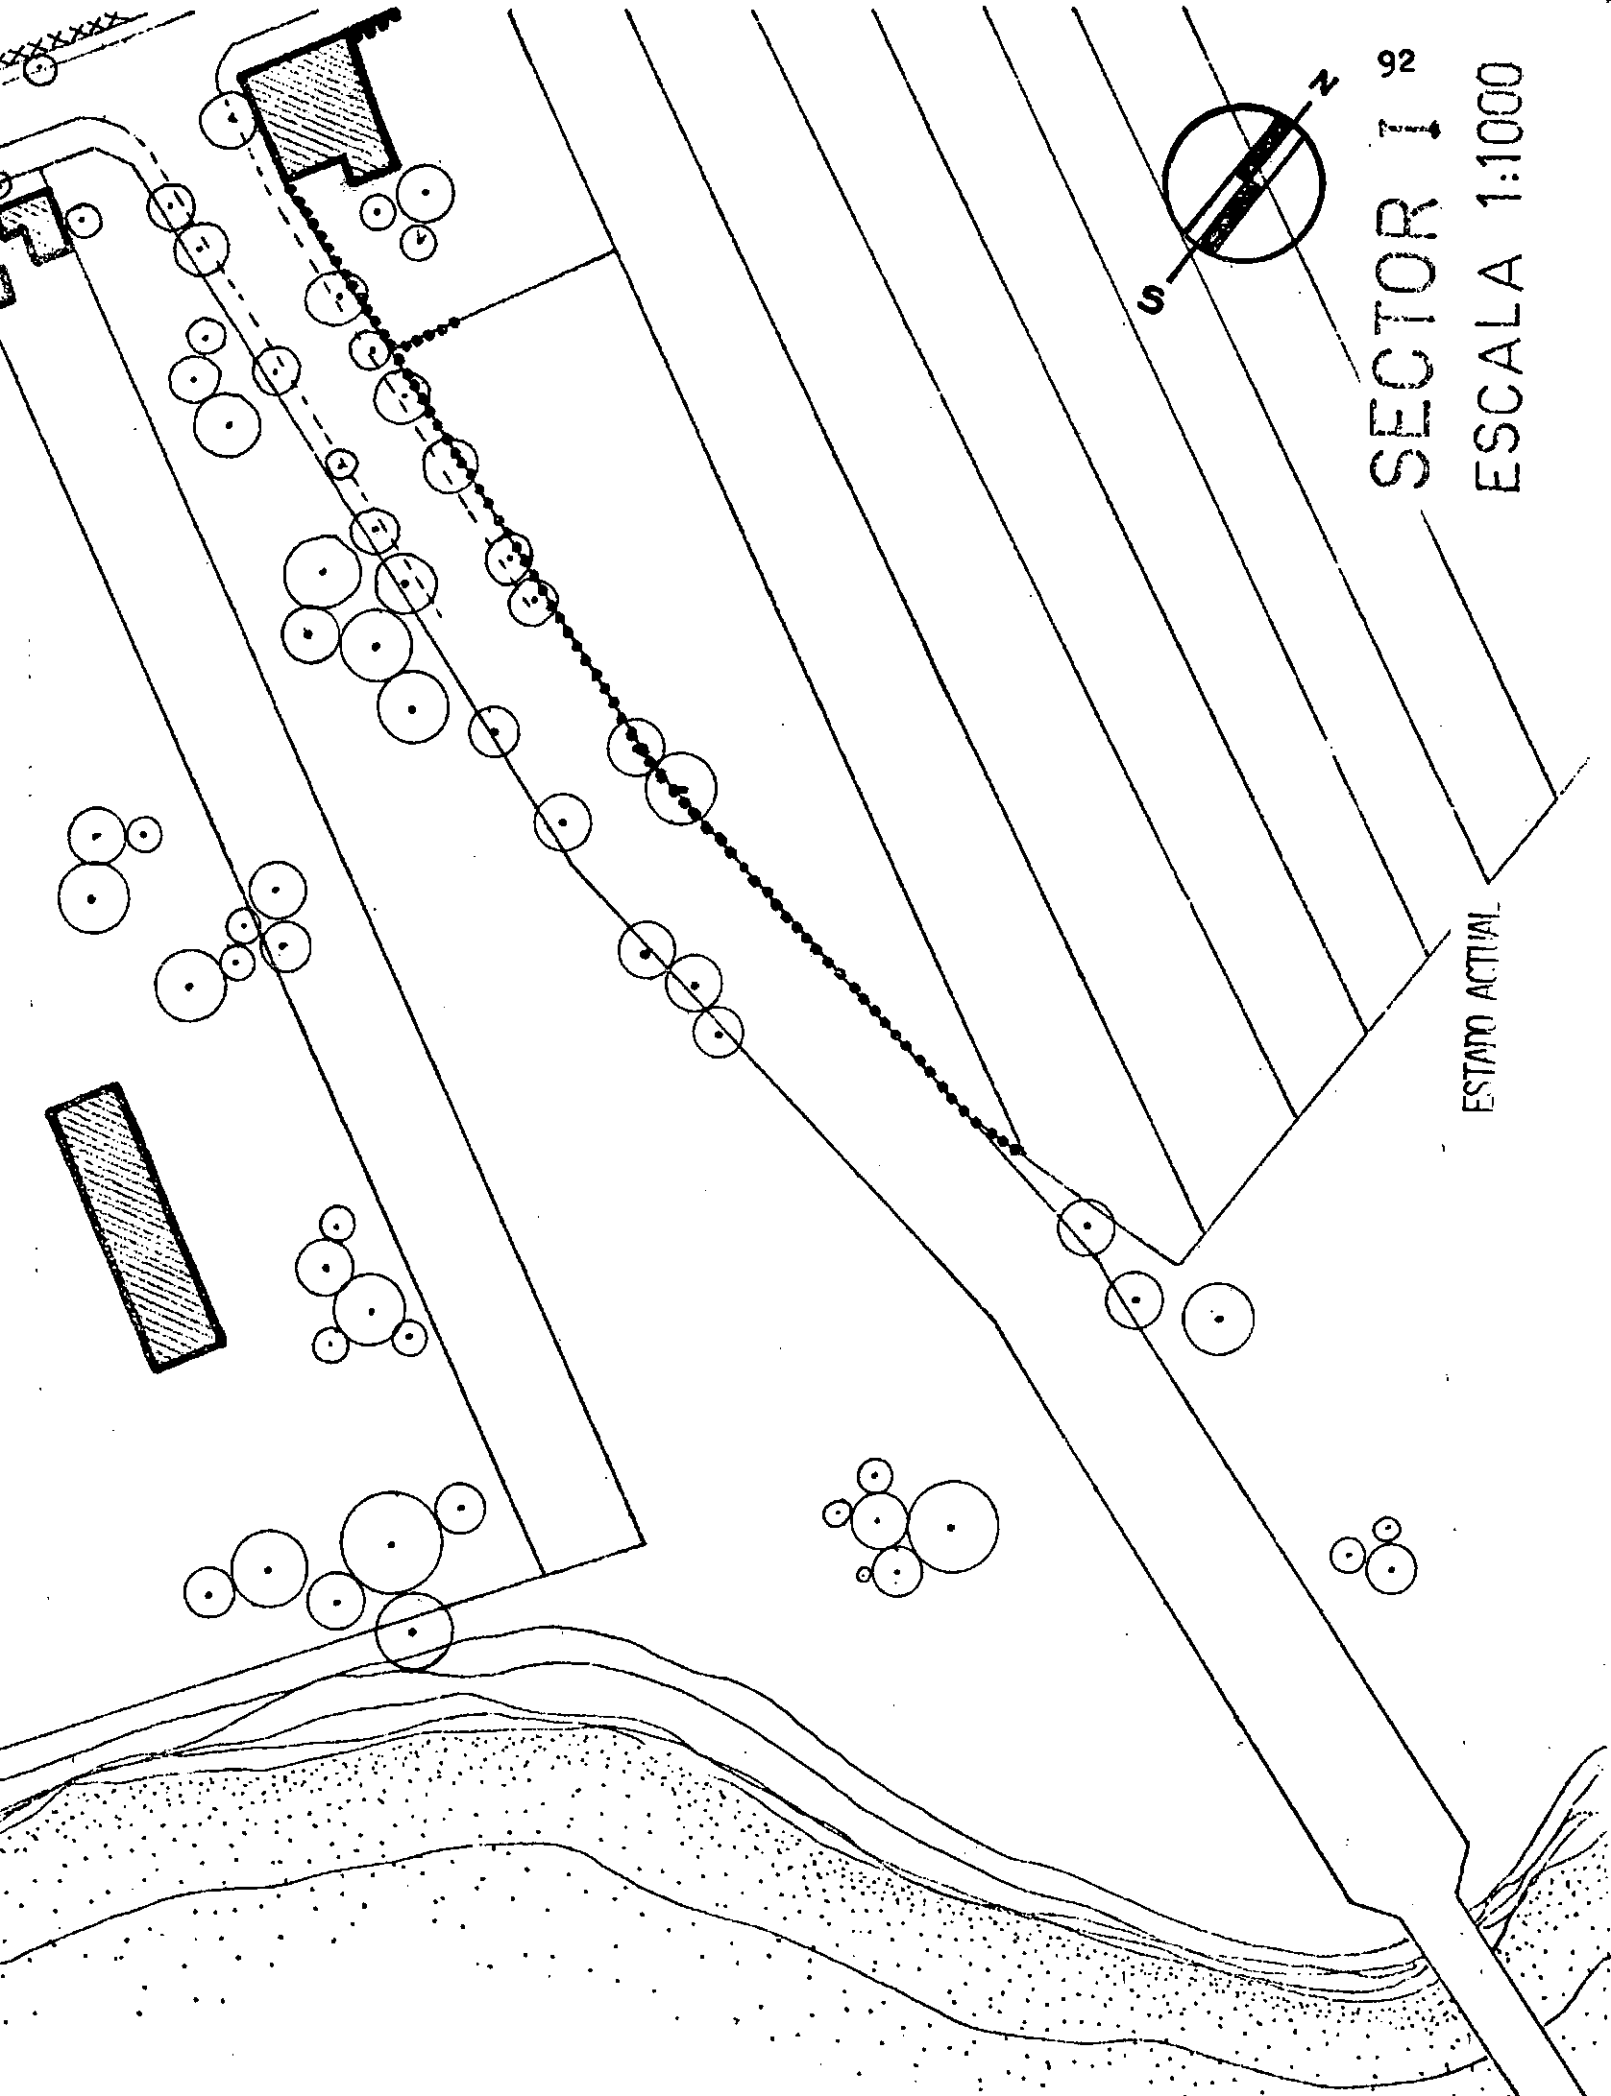 92
SECTOR I
ESCALA 1:1000
N
S
ESTADO ACTUAL